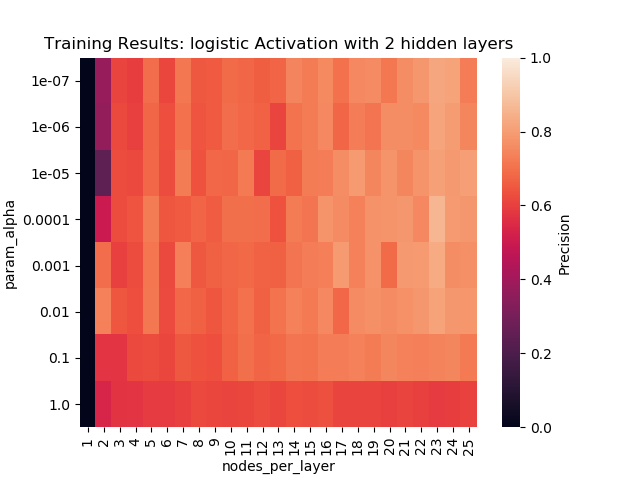 Training Results: logistic Activation with 2 hidden layers
param_alpha
1e-07
1e-06
1e-05
0.0001
0.001
0.01
0.1
1.0
1 2 3 4 5 6 7 8 9 10 11 12 13 14 15 16 17 18 19 20 21 22 23 24 25
nodes_per_layer
1.0
0.8
0.6
0.4
0.2
0.0
Precision